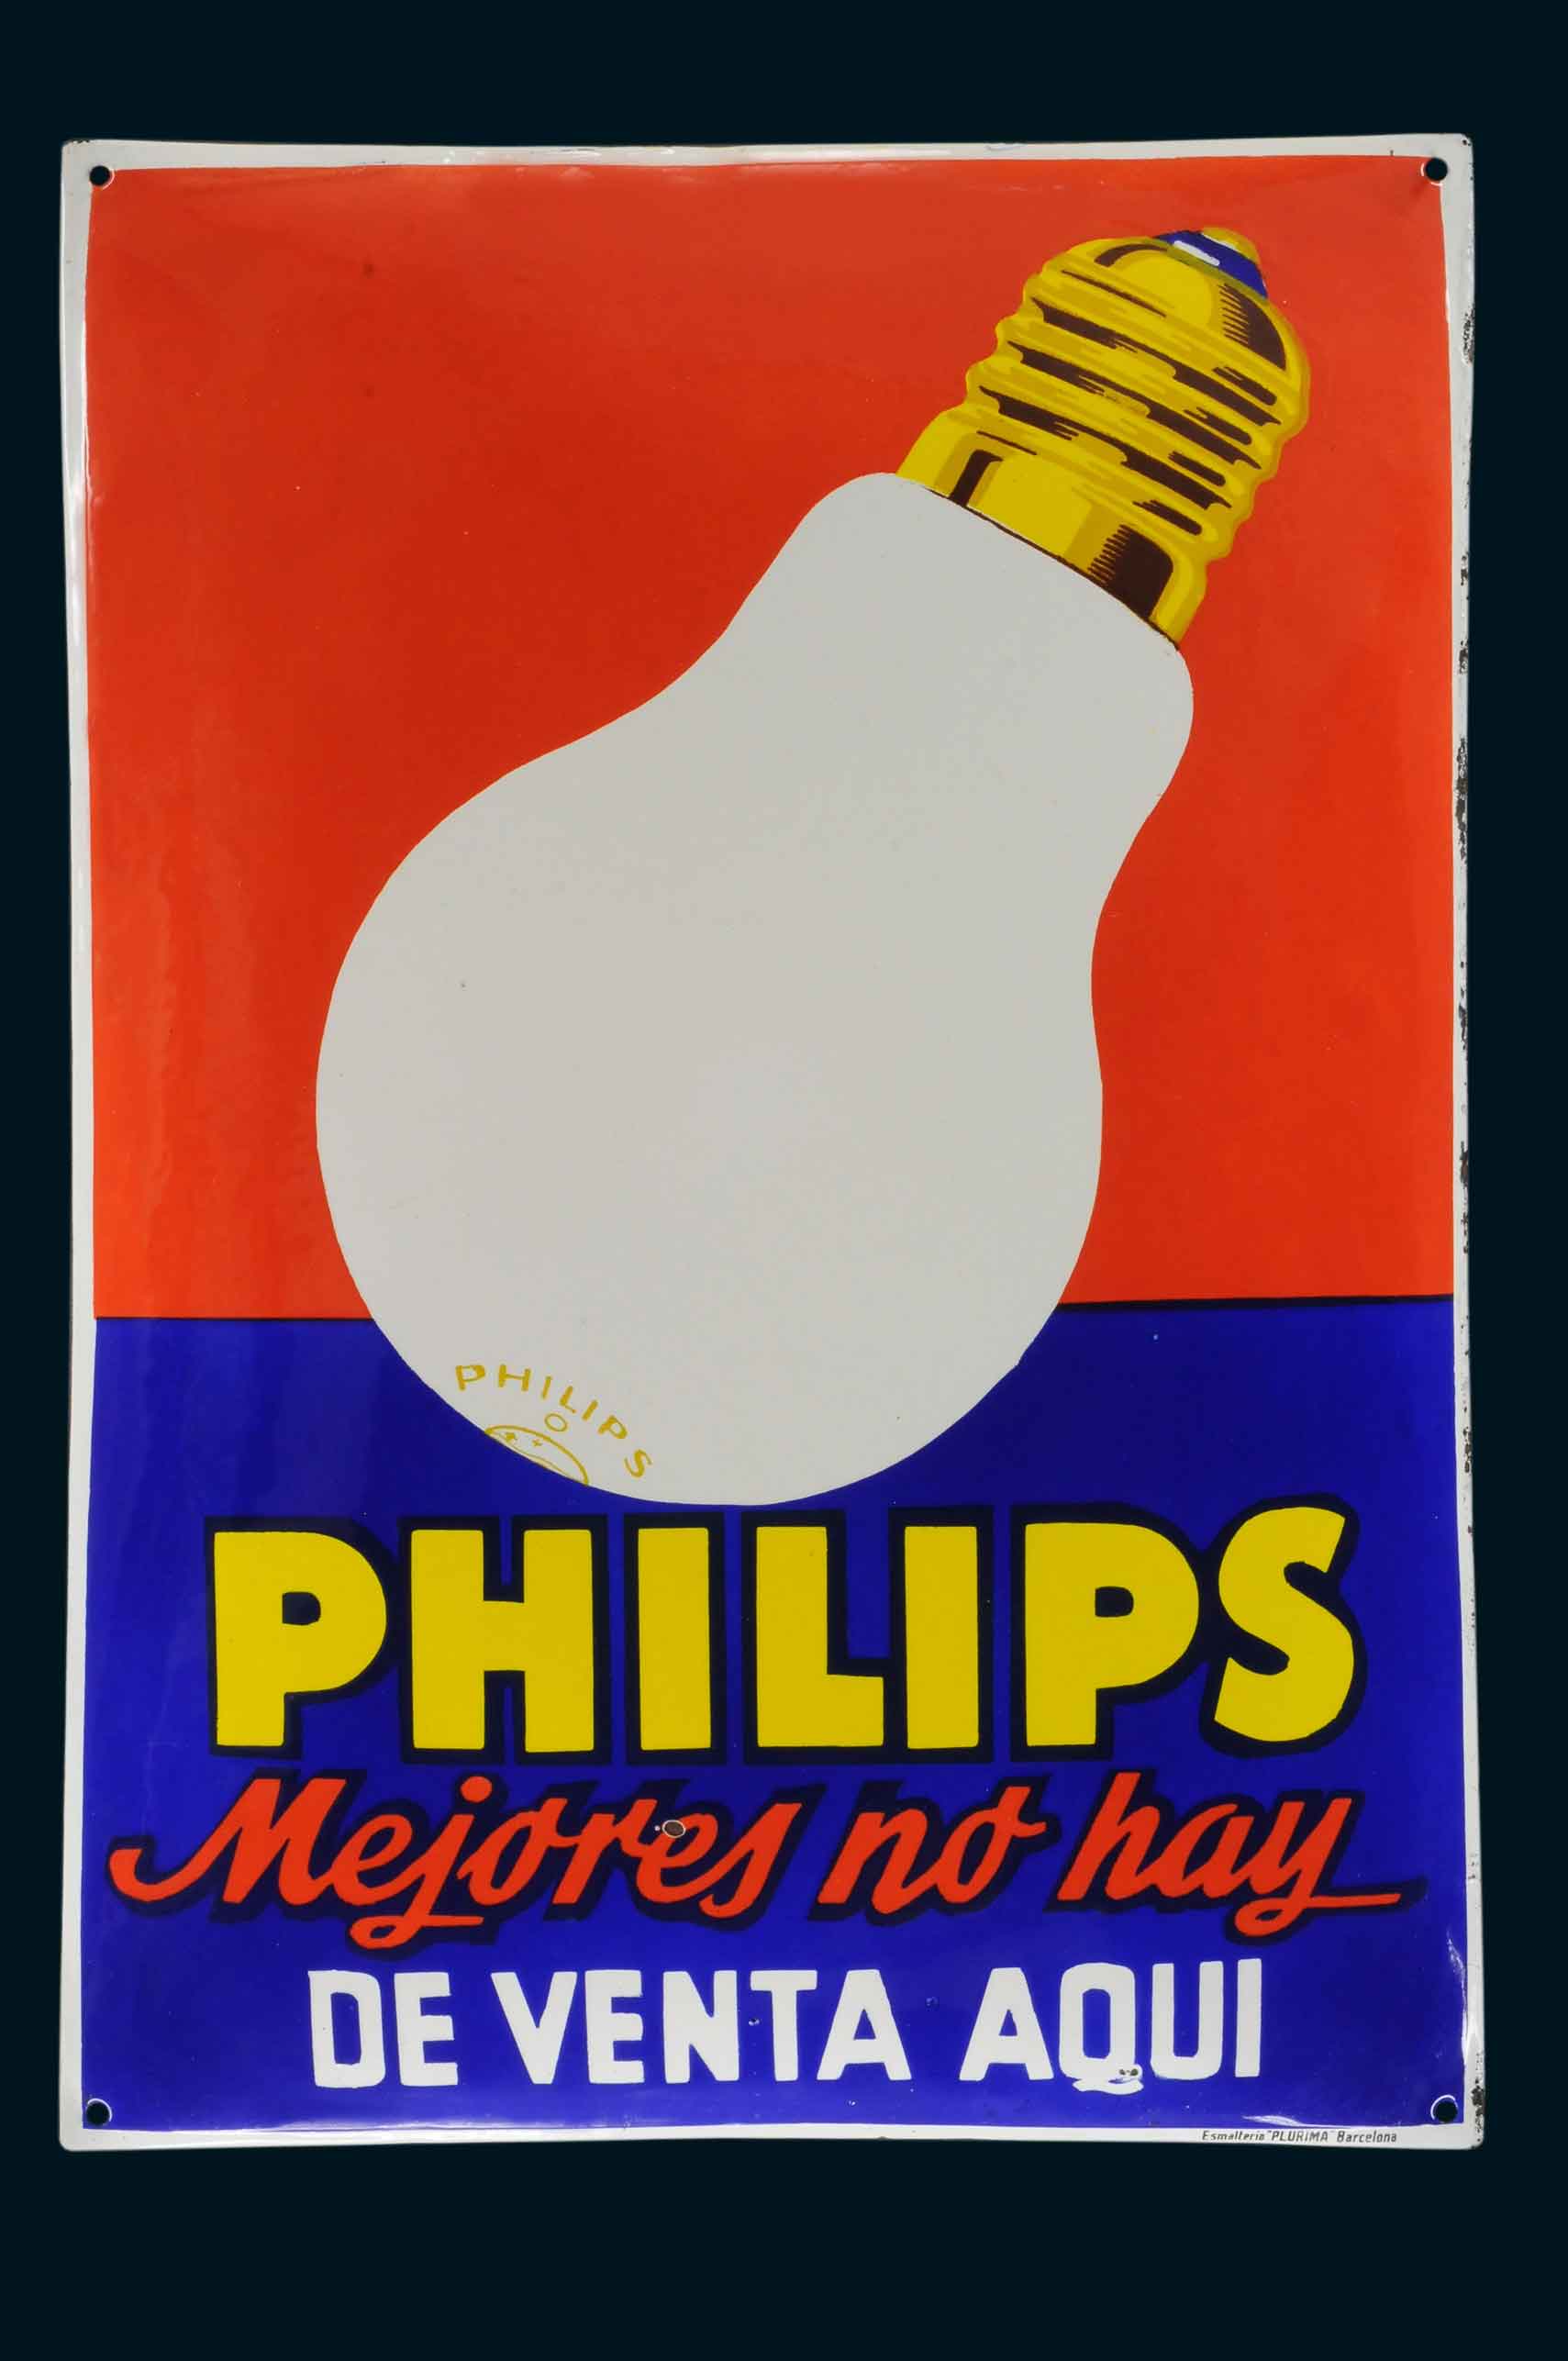 PHILIPS
PHILIPS
Mejores no hay
DE VENTA AQUI
Esmalteria "PLURIMA" Barcelona